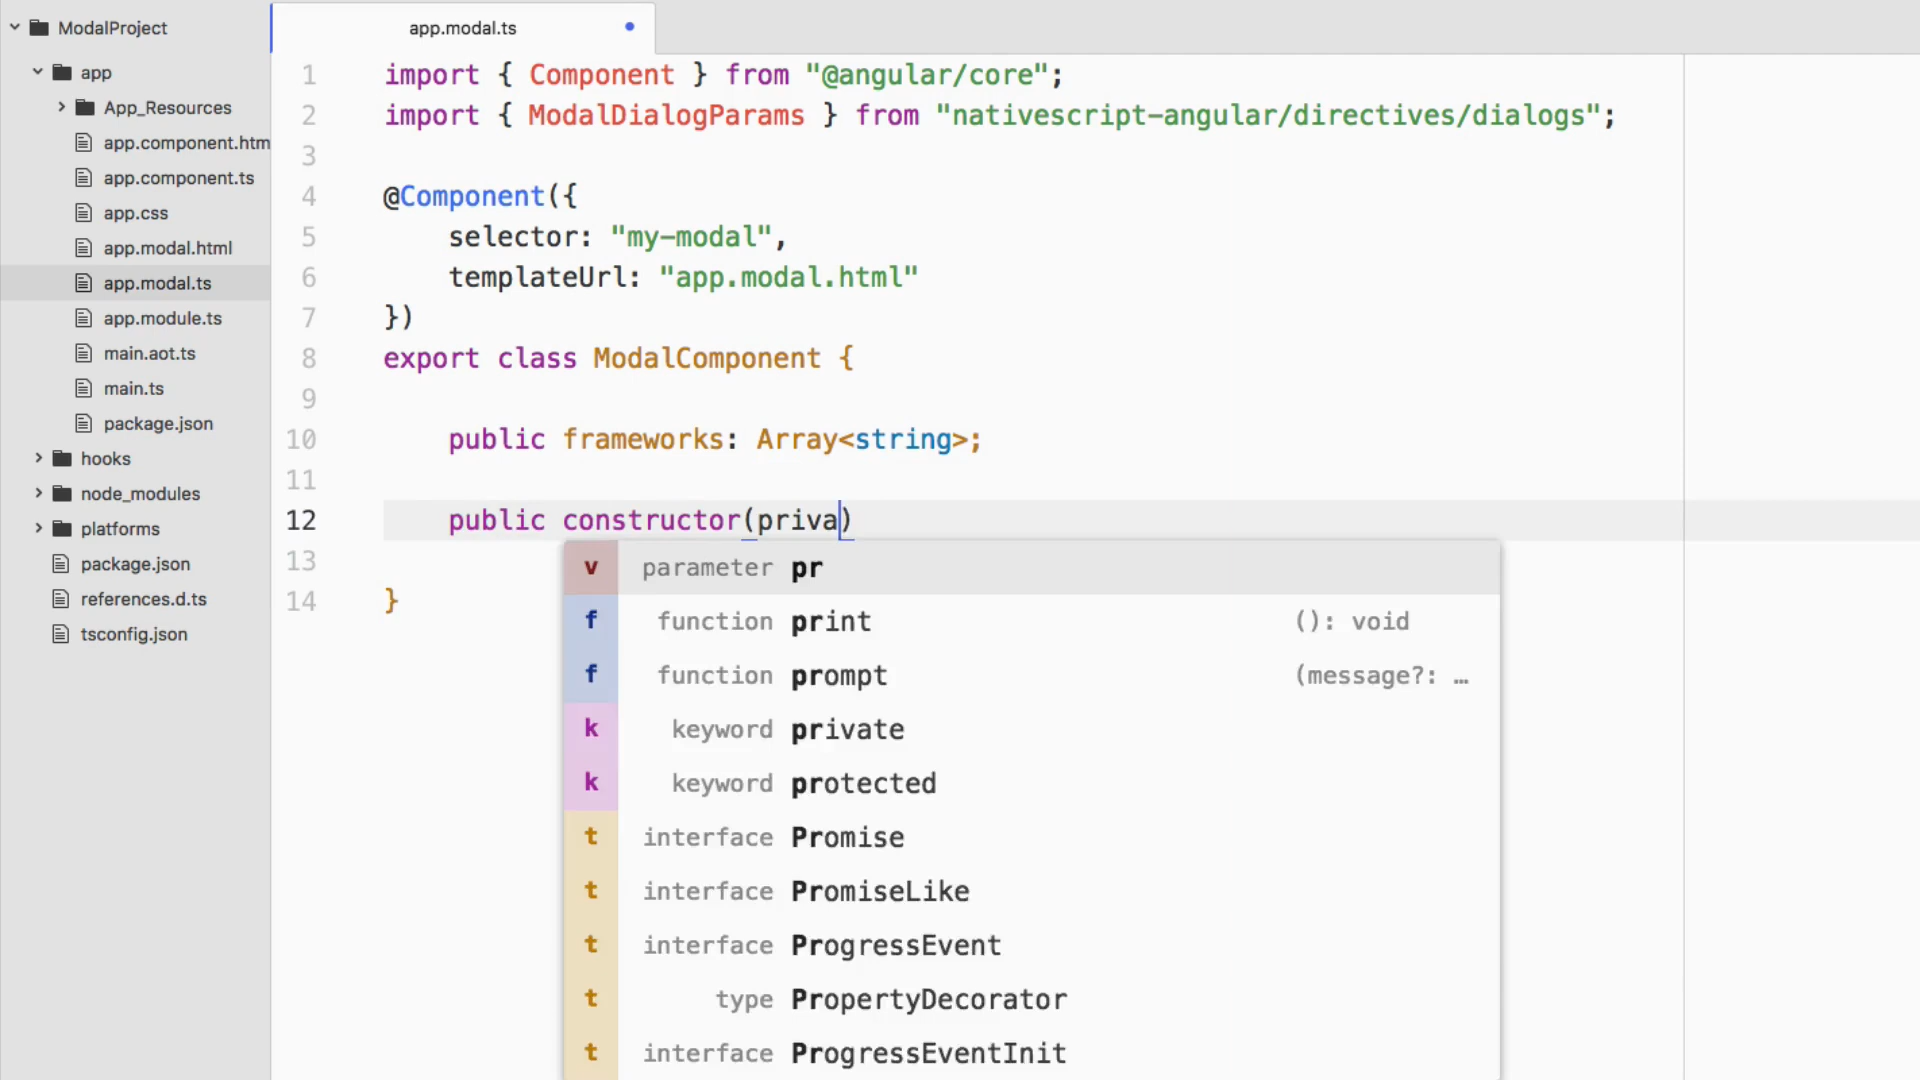 ModalProject
app
App_Resources
app.component.htm
app.component.ts
app.css
app.modal.html
app.modal.ts
app.module.ts
main.aot.ts
main.ts
package.json
hooks
node_modules
platforms
package.json
references.d.ts
tsconfig.json
app.modal.ts
1 import { Component } from "@angular/core";
2 import { ModalDialogParams } from "nativescript-angular/directives/dialogs";
3
4 @Component({
5 selector: "my-modal",
6 templateUrl: "app.modal.html"
7 })
8 export class ModalComponent {
9
10 public frameworks: Array<string>;
11
12 public constructor(priva)
13
14 }
v parameter pr
f function print (): void
f function prompt (message?: …
k keyword private
k keyword protected
t interface Promise
t interface PromiseLike
t interface ProgressEvent
t type PropertyDecorator
t interface ProgressEventInit